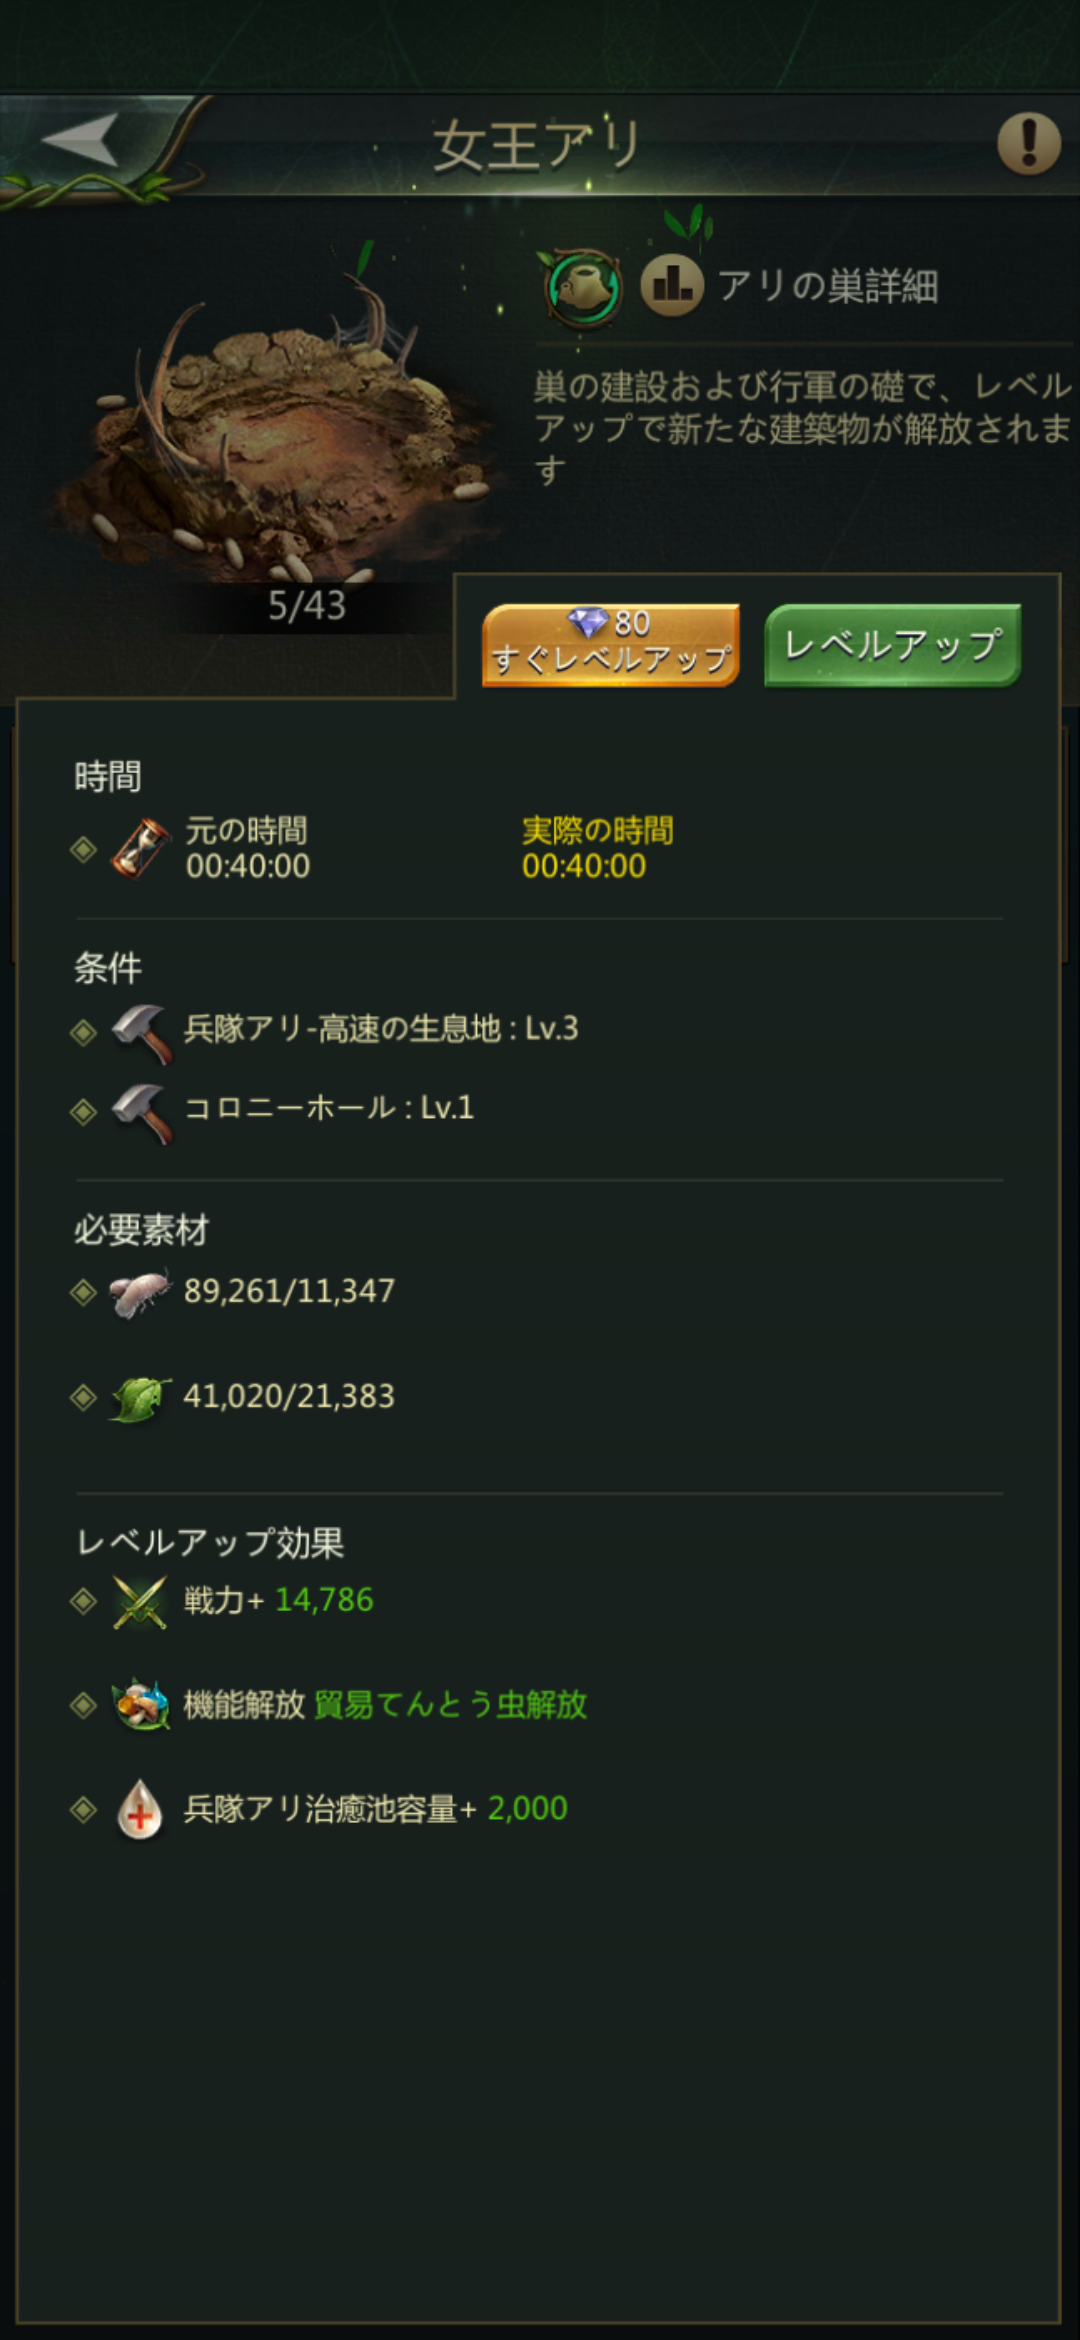 女王アリ
アリの巣詳細
巣の建設および行軍の礎で、レベル
アップで新たな建築物が解放されま
す
5/43
80
すぐレベルアップ
レベルアップ
時間
元の時間
00:40:00
実際の時間
00:40:00
条件
兵隊アリ-高速の生息地 : Lv.3
コロニーホール : Lv.1
必要素材
89,261/11,347
41,020/21,383
レベルアップ効果
戦力+ 14,786
機能解放 貿易てんとう虫解放
兵隊アリ治癒池容量+ 2,000